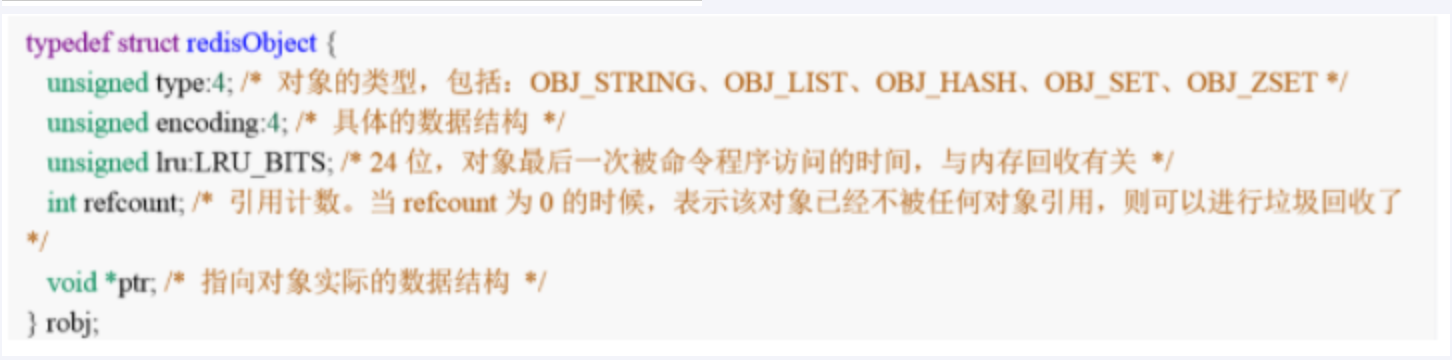 typedef struct redisObject {
unsigned type:4; /* 对象的类型，包括：OBJ_STRING、OBJ_LIST、OBJ_HASH、OBJ_SET、OBJ_ZSET */
unsigned encoding:4; /* 具体的数据结构 */
unsigned lru:LRU_BITS; /* 24 位，对象最后一次被命令程序访问的时间，与内存回收有关 */
int refcount; /* 引用计数。当 refcount 为 0 的时候，表示该对象已经不被任何对象引用，则可以进行垃圾回收了
*/
void *ptr; /* 指向对象实际的数据结构 */
} robj;